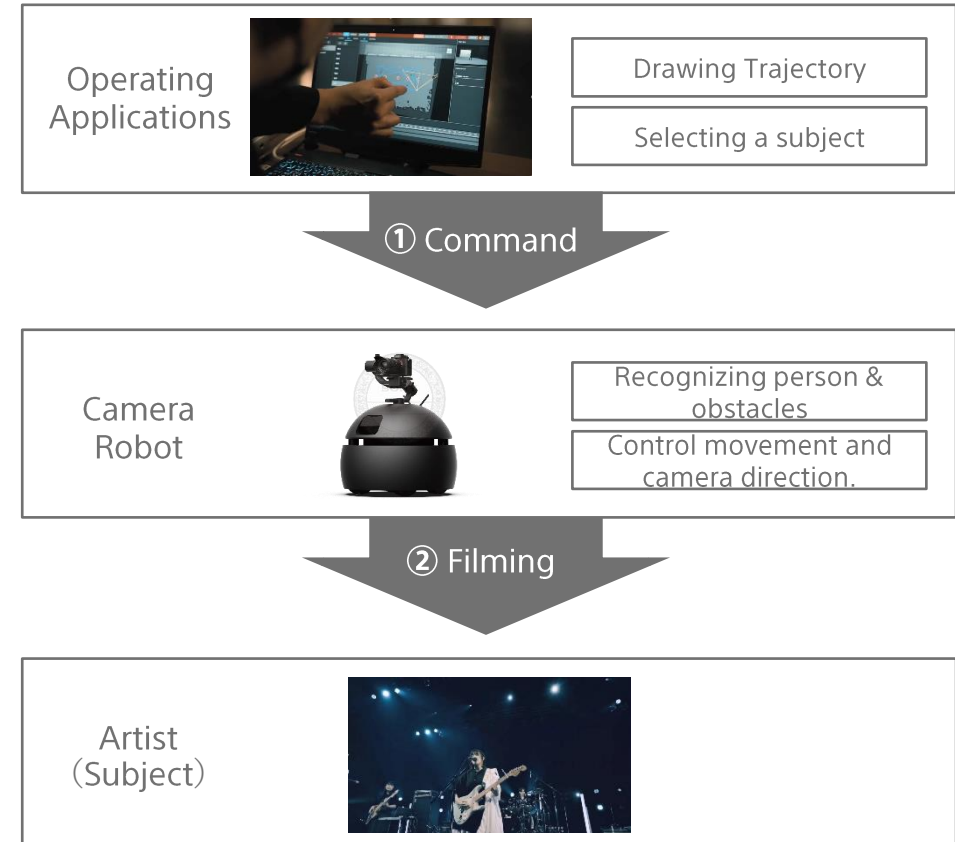 Operating
Applications
Drawing Trajectory
Selecting a subject
① Command
Camera
Robot
Recognizing person &
obstacles
Control movement and
camera direction.
② Filming
Artist
（Subject）